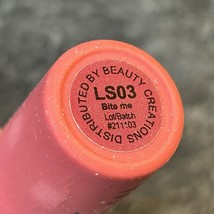 DISTRIBUTED BY BEAUTY CREATIONS
LS03
Bite me
Lot/Batch
#211103